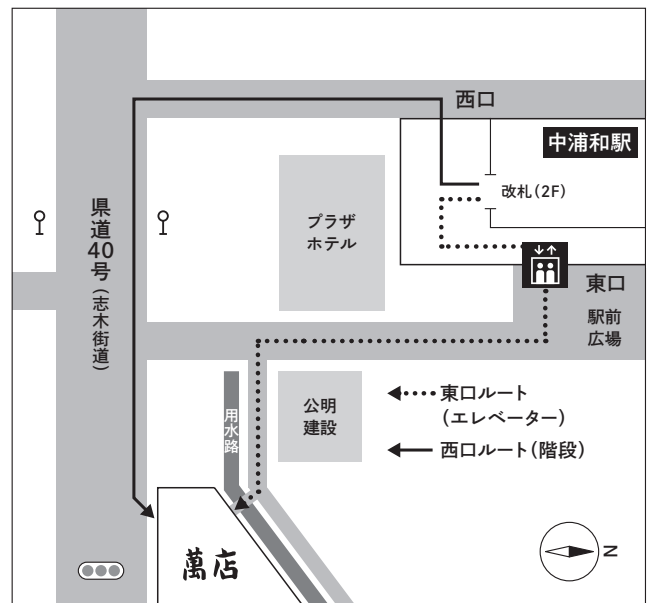 西口
中浦和駅
改札(2F)
県道40号(志木街道)
プラザ
ホテル
東口
駅前
広場
用水路
公明
建設
東口ルート
(エレベーター)
西口ルート(階段)
萬店
N